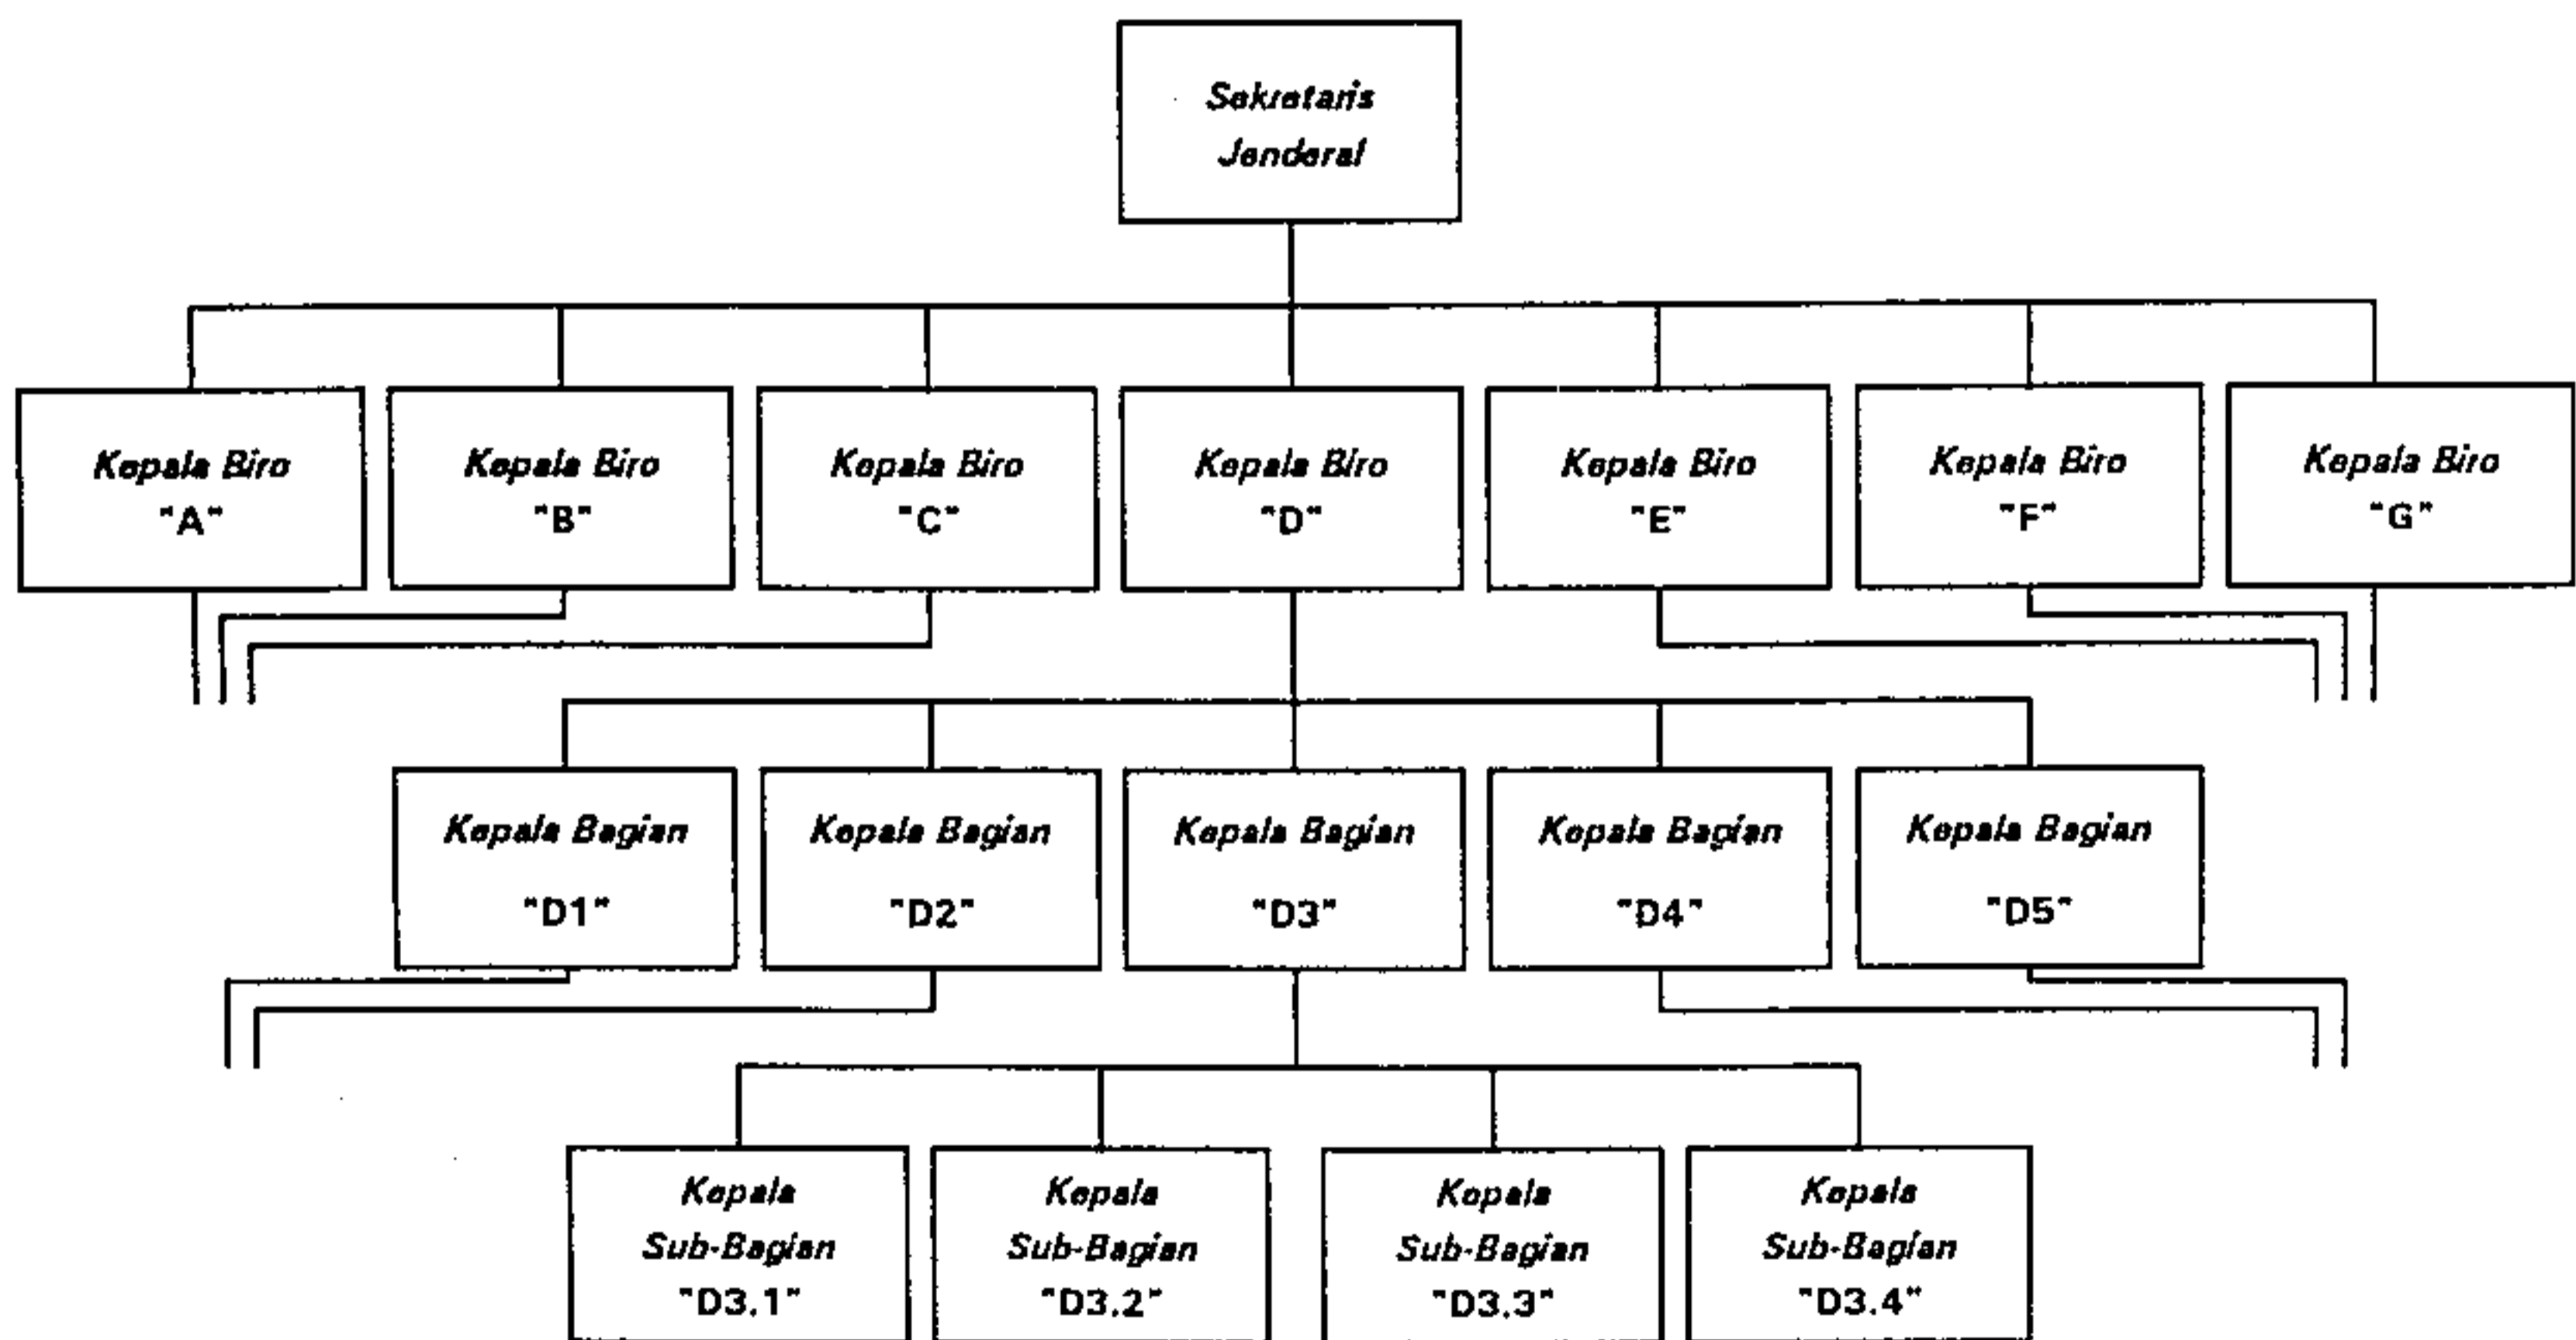 Sekretaris
Jenderal
Kepala Biro
"A"
Kepala Biro
"B"
Kepala Biro
"C"
Kepala Biro
"D"
Kepala Biro
"E"
Kepala Biro
"F"
Kepala Biro
"G"
Kepala Bagian
"D1"
Kepala Bagian
"D2"
Kepala Bagian
"D3"
Kepala Bagian
"D4"
Kepala Bagian
"D5"
Kepala
Sub-Bagian
"D3.1"
Kepala
Sub-Bagian
"D3.2"
Kepala
Sub-Bagian
"D3.3"
Kepala
Sub-Bagian
"D3.4"